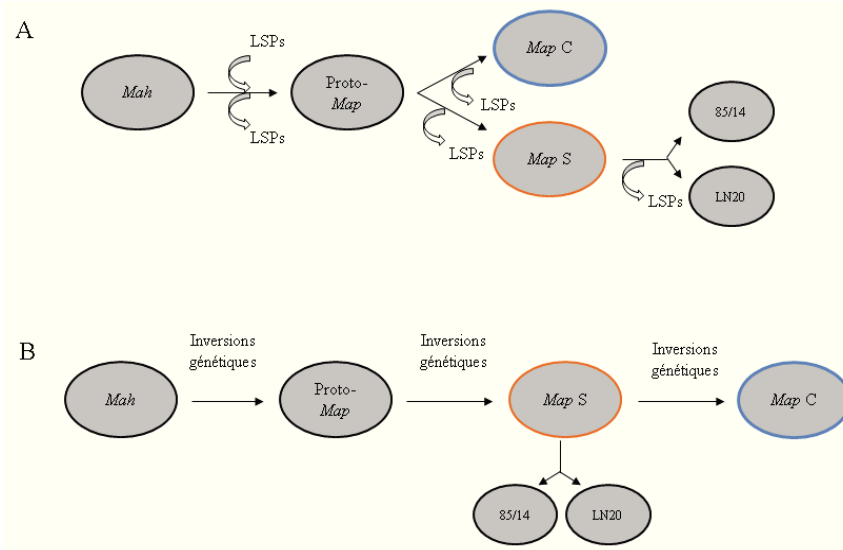 A
LSPs
Mah
LSPs
Proto-
Map
Map C
LSPs
LSPs
Map S
85/14
LN20
LSPs
B
Inversions
génétiques
Inversions
génétiques
Inversions
génétiques
Mah
Proto-
Map
Map S
Map C
85/14
LN20